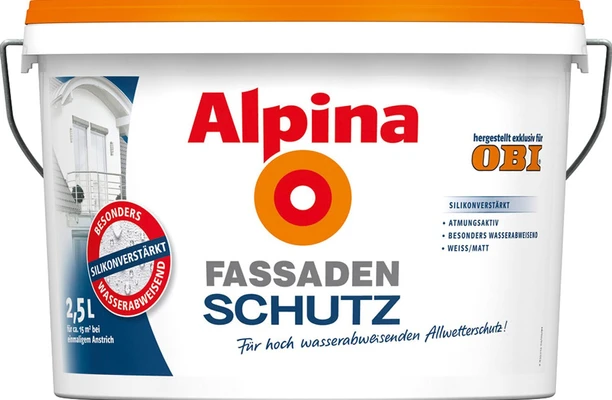 Alpina
hergestellt exklusiv für
OBI
SILIKONVERSTÄRKT
• ATMUNGSAKTIV
• BESONDERS WASSERABWEISEND
• WEISS/MATT
BESONDERS
SILIKONVERSTÄRKT
WASSERABWEISEND
2,5 L
Für ca. 15 m² bei
einmaligem Anstrich
FASSADEN
SCHUTZ
Für hoch wasserabweisenden Allwetterschutz!